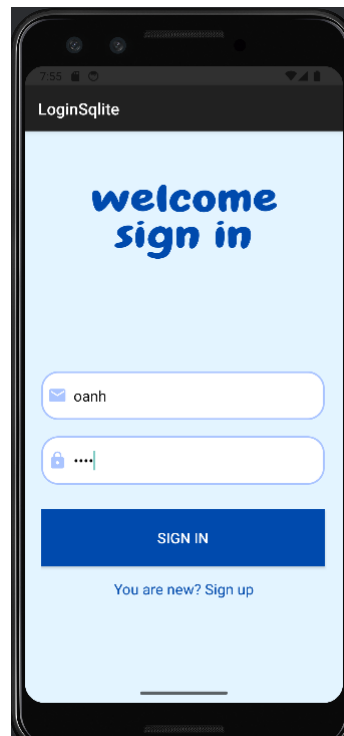 7:55
LoginSqlite
welcome
sign in
oanh
••••
SIGN IN
You are new? Sign up